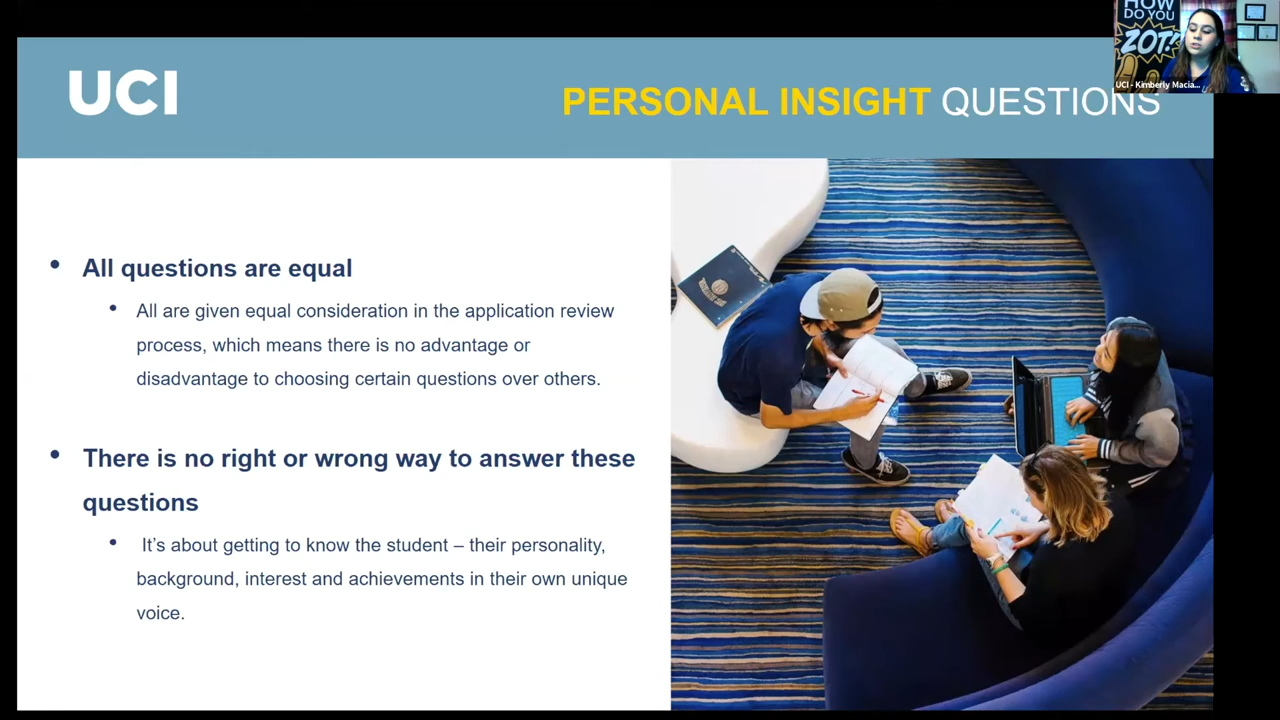 HOW
DO YOU
ZOT!
UCI - Kimberly Macia...
UCI
PERSONAL INSIGHT QUESTIONS
• All questions are equal
• All are given equal consideration in the application review
process, which means there is no advantage or
disadvantage to choosing certain questions over others.
• There is no right or wrong way to answer these
questions
• It’s about getting to know the student – their personality,
background, interest and achievements in their own unique
voice.